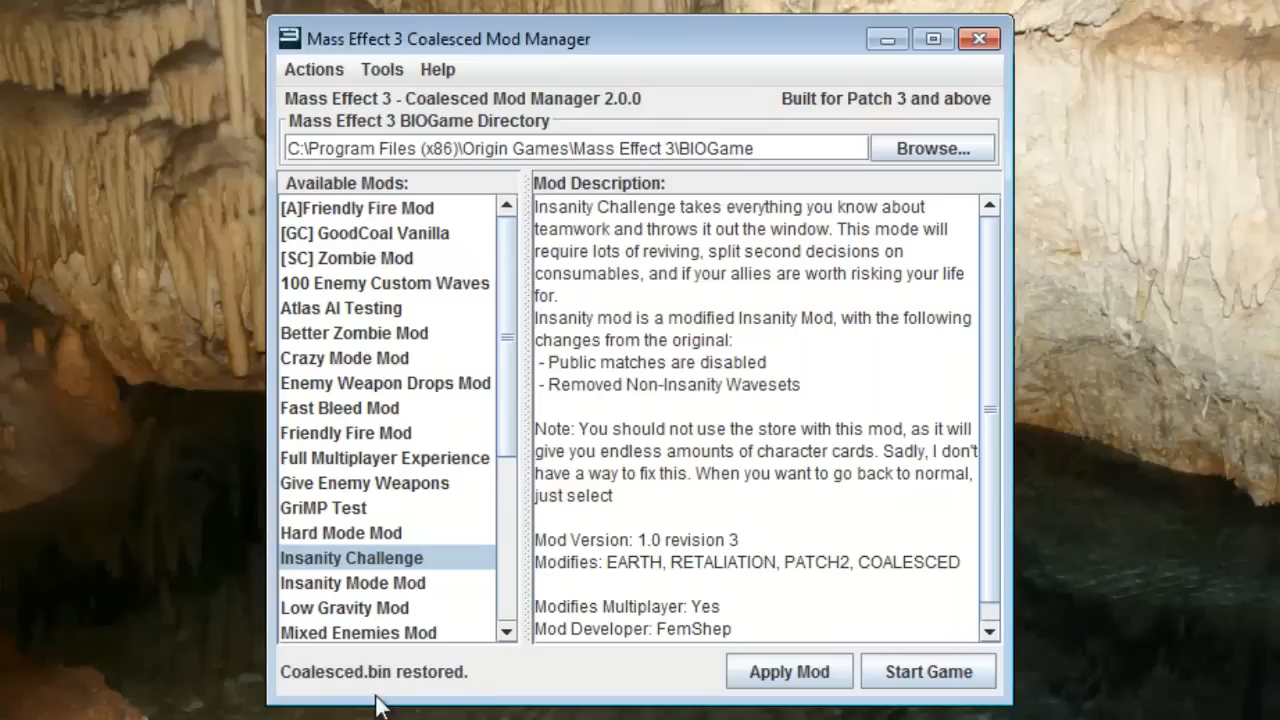 Mass Effect 3 Coalesced Mod Manager
Actions Tools Help
Mass Effect 3 - Coalesced Mod Manager 2.0.0 Built for Patch 3 and above
Mass Effect 3 BIOGame Directory
C:\Program Files (x86)\Origin Games\Mass Effect 3\BIOGame Browse...
Available Mods:
[A]Friendly Fire Mod
[GC] GoodCoal Vanilla
[SC] Zombie Mod
100 Enemy Custom Waves
Atlas AI Testing
Better Zombie Mod
Crazy Mode Mod
Enemy Weapon Drops Mod
Fast Bleed Mod
Friendly Fire Mod
Full Multiplayer Experience
Give Enemy Weapons
GriMP Test
Hard Mode Mod
Insanity Challenge
Insanity Mode Mod
Low Gravity Mod
Mixed Enemies Mod
Mod Description:
Insanity Challenge takes everything you know about
teamwork and throws it out the window. This mode will
require lots of reviving, split second decisions on
consumables, and if your allies are worth risking your life
for.
Insanity mod is a modified Insanity Mod, with the following
changes from the original:
- Public matches are disabled
- Removed Non-Insanity Wavesets
Note: You should not use the store with this mod, as it will
give you endless amounts of character cards. Sadly, I don't
have a way to fix this. When you want to go back to normal,
just select
Mod Version: 1.0 revision 3
Modifies: EARTH, RETALIATION, PATCH2, COALESCED
Modifies Multiplayer: Yes
Mod Developer: FemShep
Coalesced.bin restored.
Apply Mod
Start Game